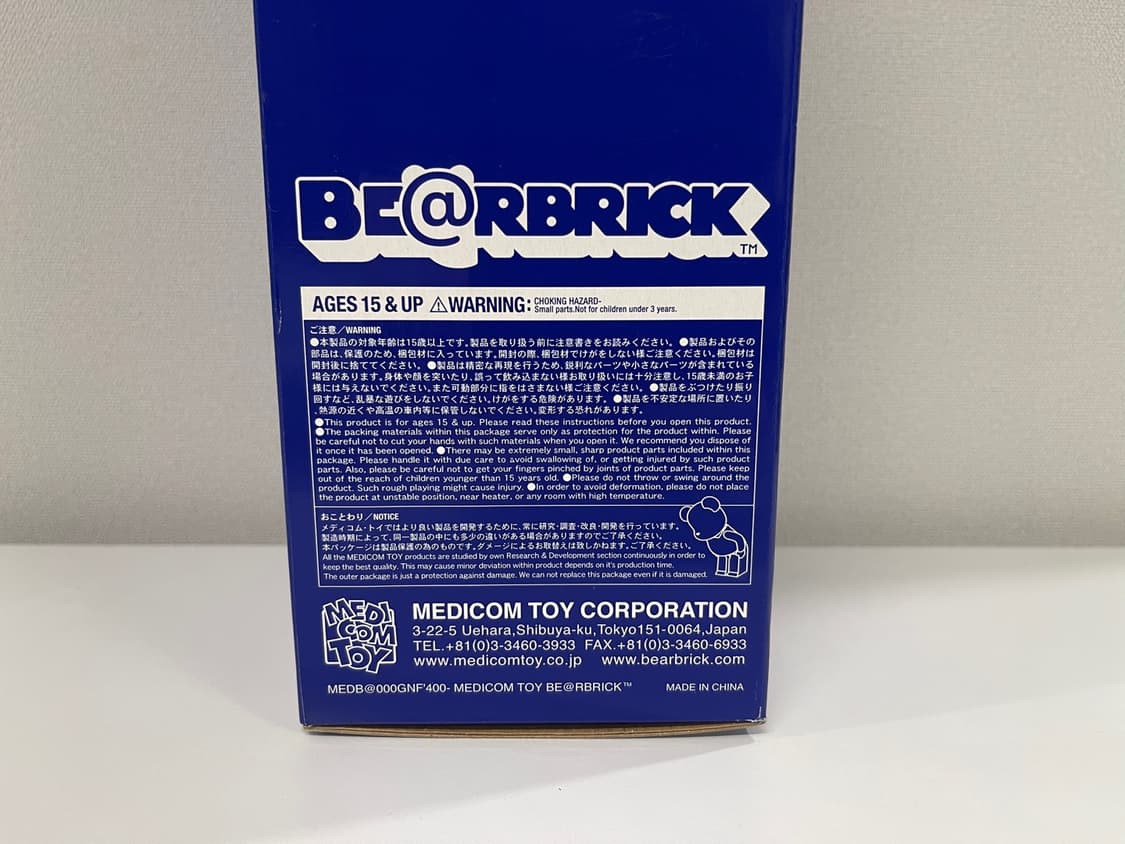 BE@RBRICK
TM
AGES 15 & UP ⚠WARNING: CHOKING HAZARD-
Small parts.Not for children under 3 years.
ご注意／WARNING
●本製品の対象年齢は15歳以上です。製品を取り扱う前に注意書きをお読みください。 ●製品およびその
部品は、保護のため、梱包材に入っています。開封の際、梱包材でけがをしない様ご注意ください。梱包材は
開封後に捨ててください。 ●製品は精密な再現を行うため、鋭利なパーツや小さなパーツが含まれている
場合があります。身体や顔を突いたり、誤って飲み込まない様お取り扱いには十分注意し、15歳未満のお子
様には与えないでください。また可動部分に指をはさまない様ご注意ください。 ●製品をぶつけたり振り
回すなど、乱暴な遊びをしないでください。けがをする危険があります。 ●製品を不安定な場所に置いたり
、熱源の近くや高温の車内等に保管しないでください。変形する恐れがあります。
●This product is for ages 15 & up. Please read these instructions before you open this product.
●The packing materials within this package serve only as protection for the product within. Please
be careful not to cut your hands with such materials when you open it. We recommend you dispose of
it once it has been opened. ●There may be extremely small, sharp product parts included within this
package. Please handle it with due care to avoid swallowing of, or getting injured by such product
parts. Also, please be careful not to get your fingers pinched by joints of product parts. Please keep
out of the reach of children younger than 15 years old. ●Please do not throw or swing around the
product. Such rough playing might cause injury. ●In order to avoid deformation, please do not place
the product at unstable position, near heater, or any room with high temperature.
おことわり／NOTICE
メディコム・トイではより良い製品を開発するために、常に研究・調査・改良・開発を行っています。
製造時期によって、同一製品の中にも多少の違いがある場合がありますのでご了承ください。
本パッケージは製品保護の為のものです。ダメージによるお取替えは致しかねます。ご了承ください。
All the MEDICOM TOY products are studied by own Research & Development section continuously in order to
keep the best quality. This may cause minor deviation within product depends on it's production time.
The outer package is just a protection against damage. We can not replace this package even if it is damaged.
MEDI
COM
TOY
MEDICOM TOY CORPORATION
3-22-5 Uehara,Shibuya-ku,Tokyo151-0064,Japan
TEL.+81(0)3-3460-3933 FAX.+81(0)3-3460-6933
www.medicomtoy.co.jp www.bearbrick.com
MEDB@000GNF'400- MEDICOM TOY BE@RBRICK™ MADE IN CHINA